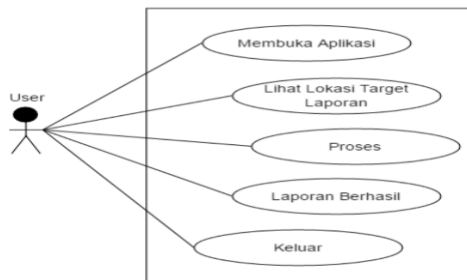 Membuka Aplikasi
User
Lihat Lokasi Target
Laporan
Proses
Laporan Berhasil
Keluar